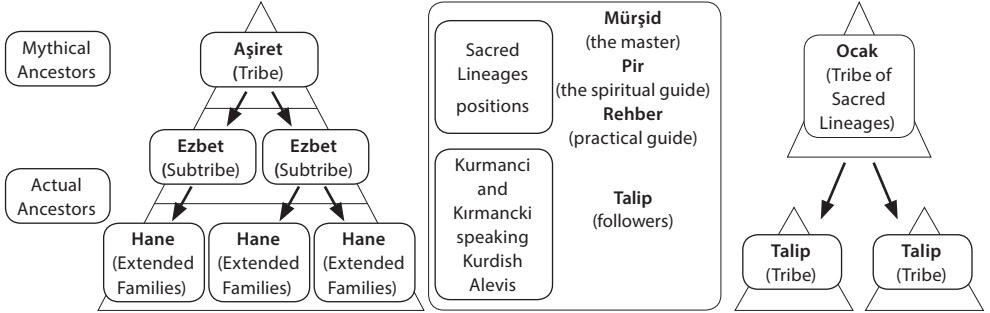 Mythical
Ancestors
Actual
Ancestors
Aşiret
(Tribe)
Ezbet
(Subtribe)
Ezbet
(Subtribe)
Hane
(Extended
Families)
Hane
(Extended
Families)
Hane
(Extended
Families)
Sacred
Lineages
positions
Mürşid
(the master)
Pir
(the spiritual guide)
Rehber
(practical guide)
Kurmanci
and
Kırmancki
speaking
Kurdish
Alevis
Talip
(followers)
Ocak
(Tribe of
Sacred
Lineages)
Talip
(Tribe)
Talip
(Tribe)